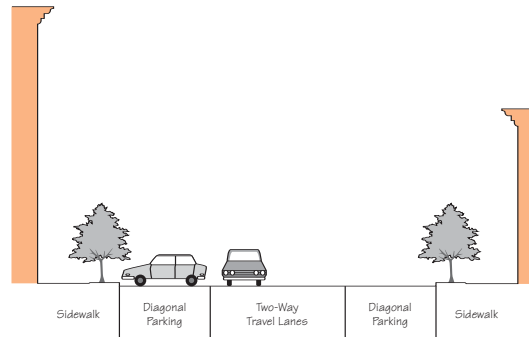 Sidewalk
Diagonal
Parking
Two-Way
Travel Lanes
Diagonal
Parking
Sidewalk